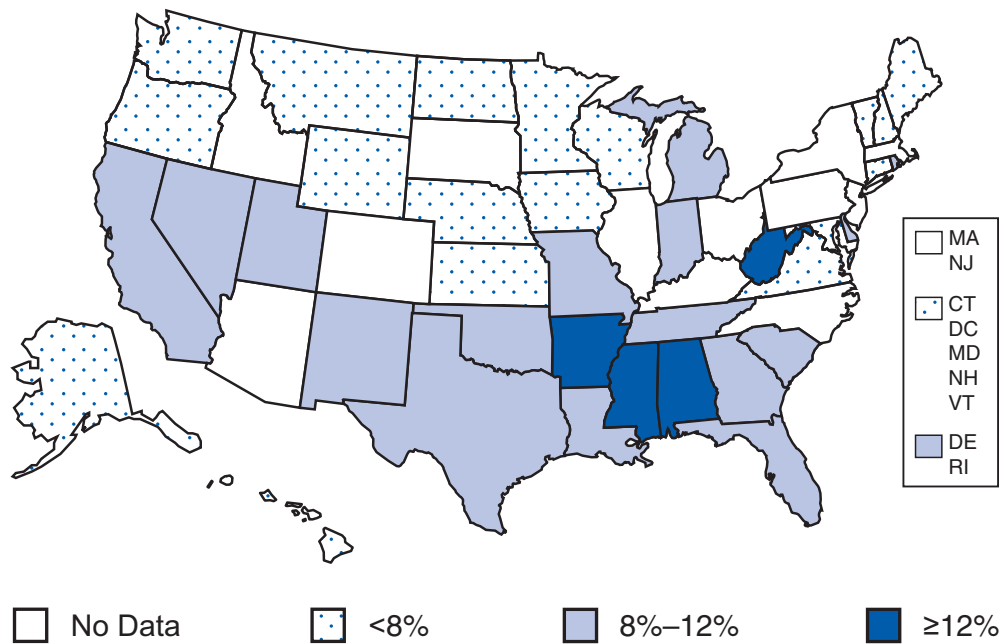 MA
NJ
CT
DC
MD
NH
VT
DE
RI
No Data
<8%
8%–12%
≥12%